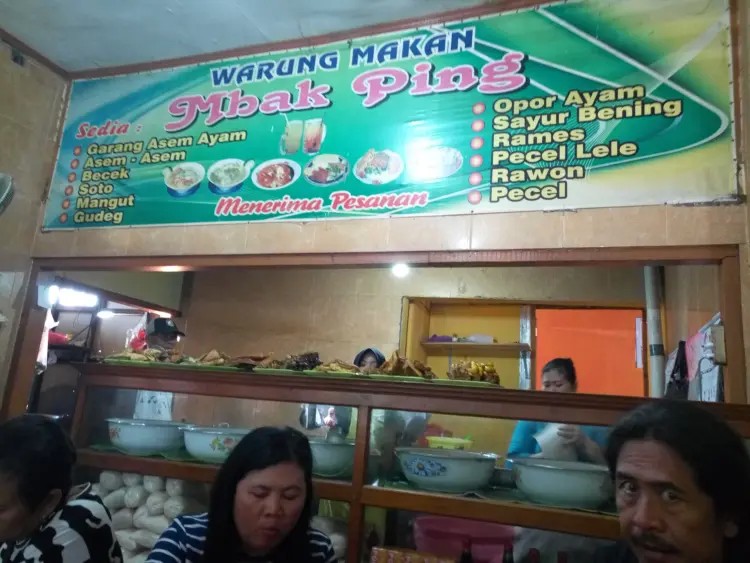 WARUNG MAKAN
Mbak Ping
Sedia :
Garang Asem Ayam
Asem - Asem
Becek
Soto
Mangut
Gudeg
Opor Ayam
Sayur Bening
Rames
Pecel Lele
Rawon
Pecel
Menerima Pesanan